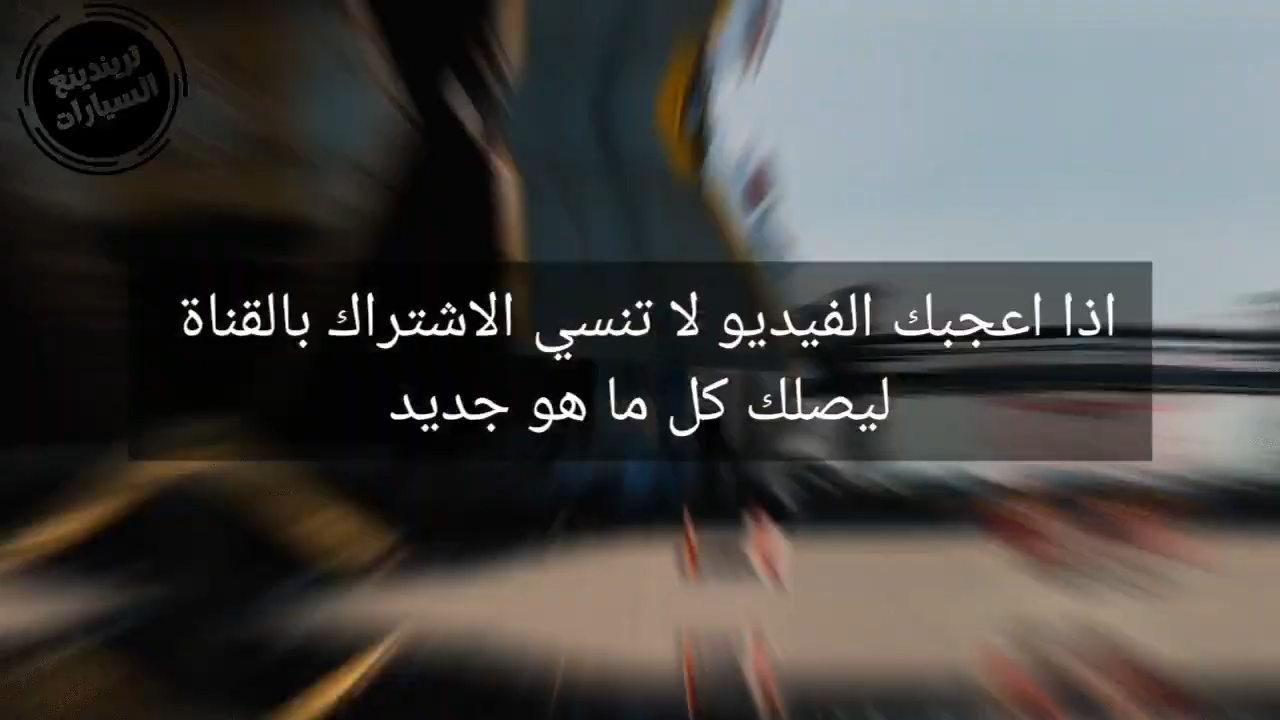 تريندينغ
السيارات
اذا اعجبك الفيديو لا تنسي الاشتراك بالقناة
ليصلك كل ما هو جديد